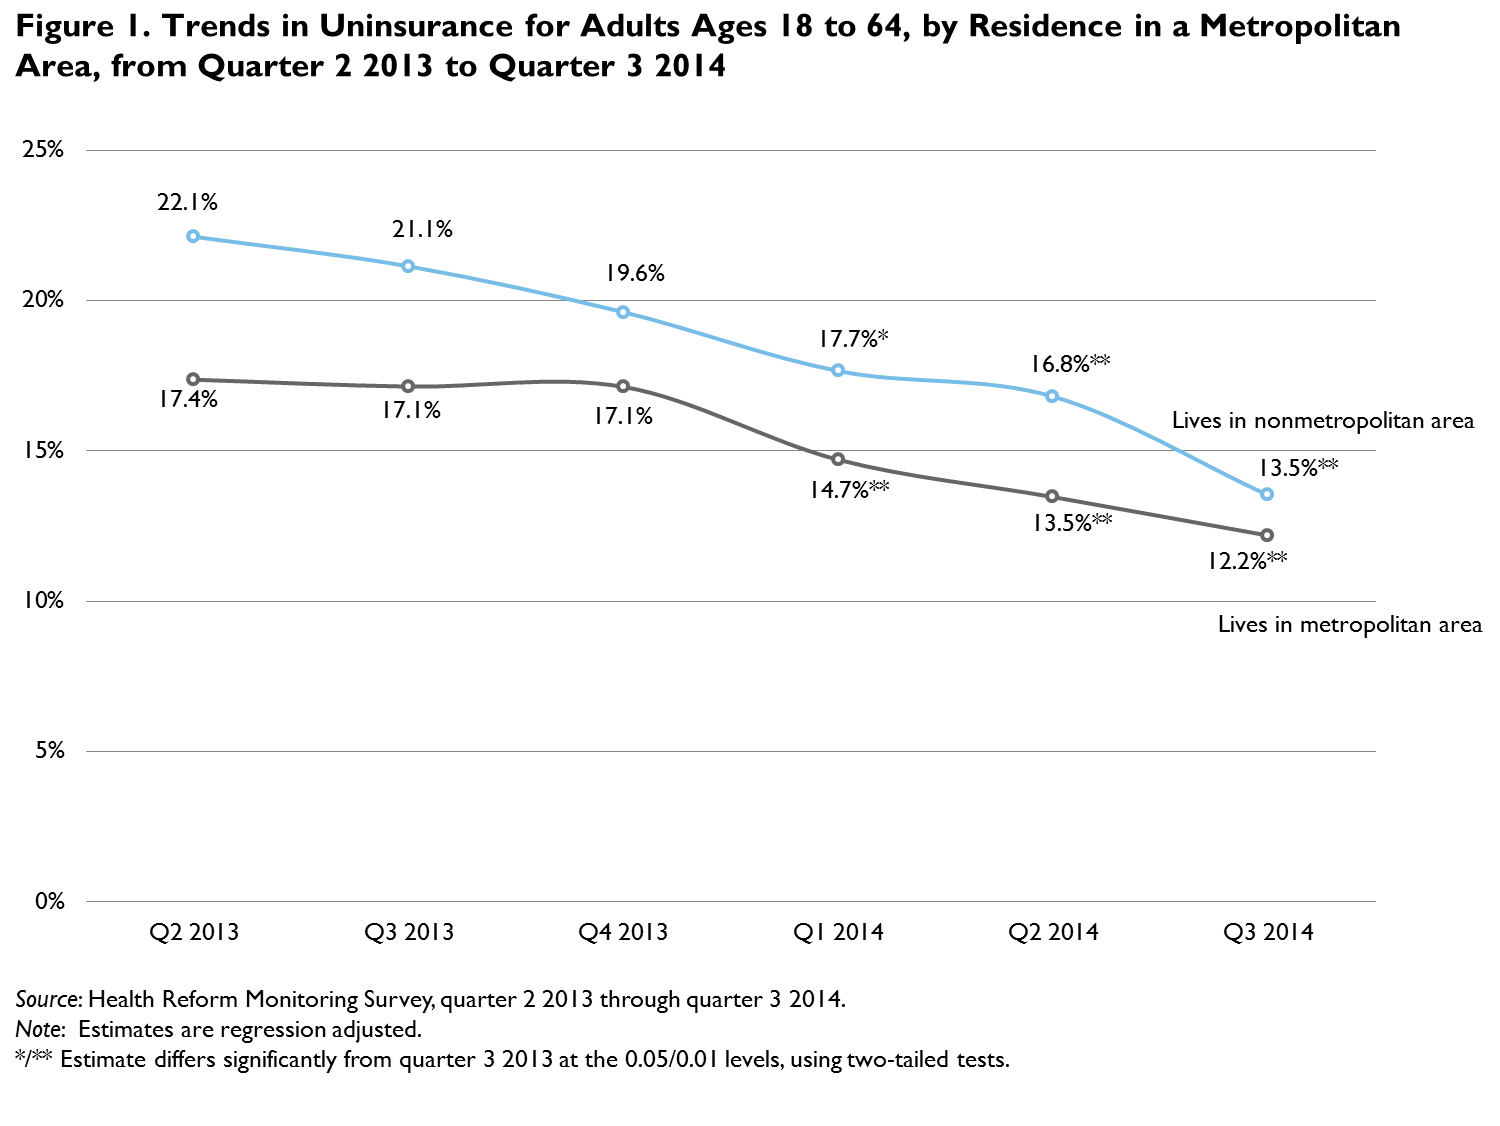 Figure 1. Trends in Uninsurance for Adults Ages 18 to 64, by Residence in a Metropolitan
Area, from Quarter 2 2013 to Quarter 3 2014
25%
22.1%
21.1%
19.6%
20%
17.7%*
16.8%**
17.4%
17.1%
17.1%
Lives in nonmetropolitan area
15%
13.5%**
14.7%**
13.5%**
12.2%**
10%
Lives in metropolitan area
5%
0%
Q2 2013 Q3 2013 Q4 2013 Q1 2014 Q2 2014 Q3 2014
Source: Health Reform Monitoring Survey, quarter 2 2013 through quarter 3 2014.
Note: Estimates are regression adjusted.
*/** Estimate differs significantly from quarter 3 2013 at the 0.05/0.01 levels, using two-tailed tests.